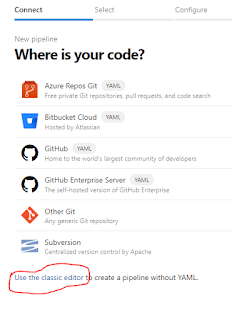 Connect Select Configure
New pipeline
Where is your code?
Azure Repos Git YAML
Free private Git repositories, pull requests, and code search
Bitbucket Cloud YAML
Hosted by Atlassian
GitHub YAML
Home to the world's largest community of developers
GitHub Enterprise Server YAML
The self-hosted version of GitHub Enterprise
Other Git
Any generic Git repository
Subversion
Centralized version control by Apache
Use the classic editor to create a pipeline without YAML.